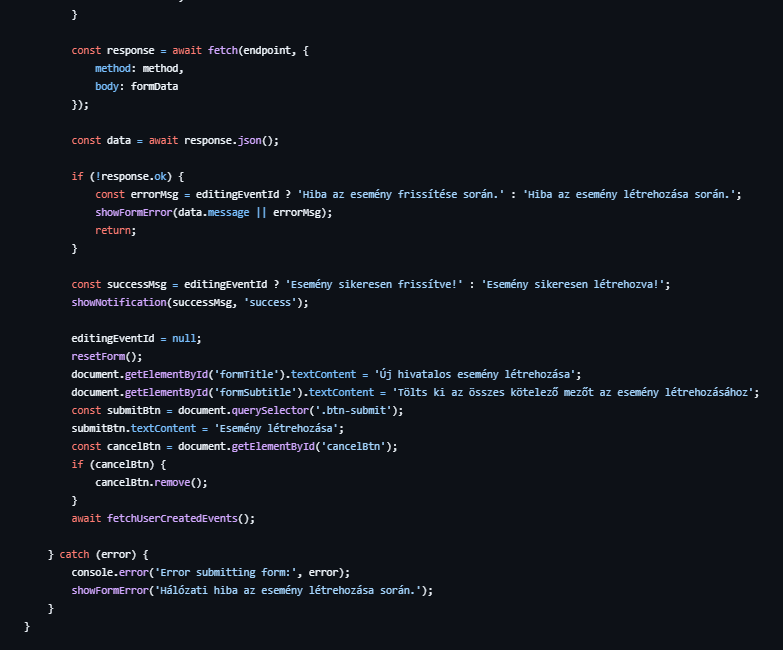 }
const response = await fetch(endpoint, {
method: method,
body: formData
});
const data = await response.json();
if (!response.ok) {
const errorMsg = editingEventId ? 'Hiba az esemény frissítése során.' : 'Hiba az esemény létrehozása során.';
showFormError(data.message || errorMsg);
return;
}
const successMsg = editingEventId ? 'Esemény sikeresen frissítve!' : 'Esemény sikeresen létrehozva!';
showNotification(successMsg, 'success');
editingEventId = null;
resetForm();
document.getElementById('formTitle').textContent = 'Új hivatalos esemény létrehozása';
document.getElementById('formSubtitle').textContent = 'Tölts ki az összes kötelező mezőt az esemény létrehozásához';
const submitBtn = document.querySelector('.btn-submit');
submitBtn.textContent = 'Esemény létrehozása';
const cancelBtn = document.getElementById('cancelBtn');
if (cancelBtn) {
cancelBtn.remove();
}
await fetchUserCreatedEvents();
} catch (error) {
console.error('Error submitting form:', error);
showFormError('Hálózati hiba az esemény létrehozása során.');
}
}